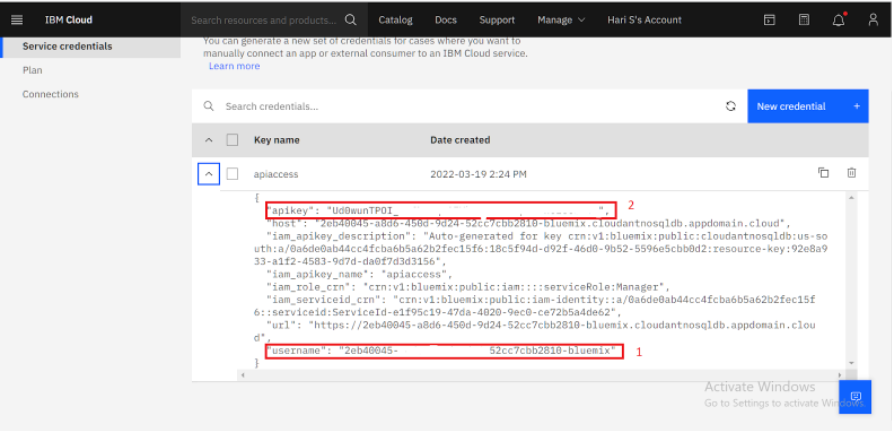 IBM Cloud Search resources and products... Catalog Docs Support Manage Hari S's Account
Service credentials
Plan
Connections
You can generate a new set of credentials for cases where you want to
manually connect an app or external consumer to an IBM Cloud service.
Learn more
Search credentials... New credential +
Key name Date created
apiaccess 2022-03-19 2:24 PM
{
"apikey": "Ud0wunTPOI_ ", 2
"host": "2eb40045-a8d6-450d-9d24-52cc7cbb2810-bluemix.cloudantnosqldb.appdomain.cloud",
"iam_apikey_description": "Auto-generated for key crn:v1:bluemix:public:cloudantnosqldb:us-so
uth:a/0a6de0ab44cc4fcba6b5a62b2fec15f6:18c5f94d-d92f-46d0-9b52-5596e5cbb0d2:resource-key:92e8a9
33-a1f2-4583-9d7d-da0f7d3d3156",
"iam_apikey_name": "apiaccess",
"iam_role_crn": "crn:v1:bluemix:public:iam::::serviceRole:Manager",
"iam_serviceid_crn": "crn:v1:bluemix:public:iam-identity::a/0a6de0ab44cc4fcba6b5a62b2fec15f
6::serviceid:ServiceId-e1f95c19-47da-4020-9ec0-ce72b5a4de62",
"url": "https://2eb40045-a8d6-450d-9d24-52cc7cbb2810-bluemix.cloudantnosqldb.appdomain.clou
d",
"username": "2eb40045- 52cc7cbb2810-bluemix" 1
}
Activate Windows
Go to Settings to activate Windows.